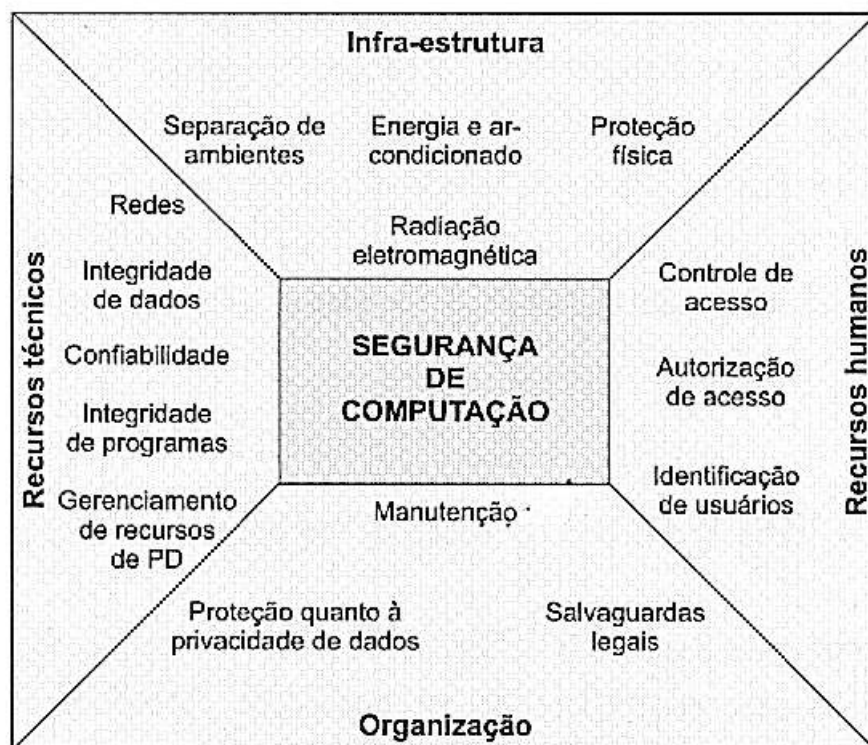 Infra-estrutura
Separação de
ambientes
Energia e ar-
condicionado
Proteção
física
Radiação
eletromagnética
Recursos técnicos
Redes
Integridade
de dados
Confiabilidade
Integridade
de programas
Gerenciamento
de recursos
de PD
SEGURANÇA
DE
COMPUTAÇÃO
Controle de
acesso
Autorização
de acesso
Identificação
de usuários
Recursos humanos
Manutenção
Proteção quanto à
privacidade de dados
Salvaguardas
legais
Organização